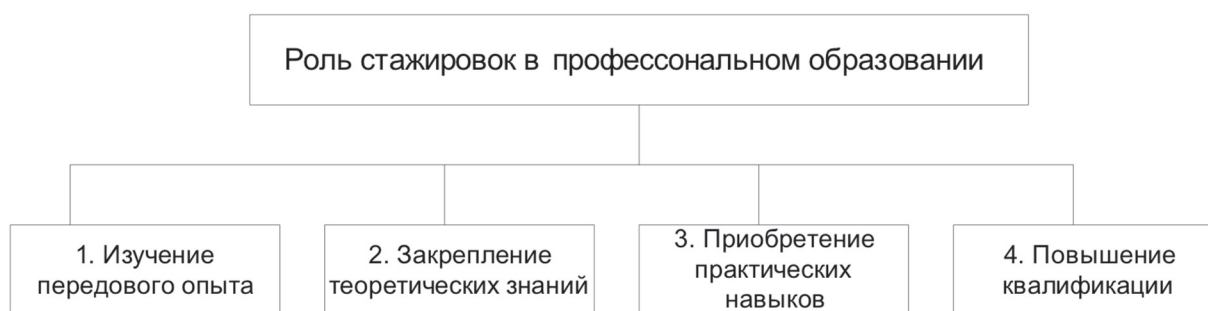 Роль стажировок в профессональном образовании
1. Изучение
передового опыта
2. Закрепление
теоретических знаний
3. Приобретение
практических
навыков
4. Повышение
квалификации